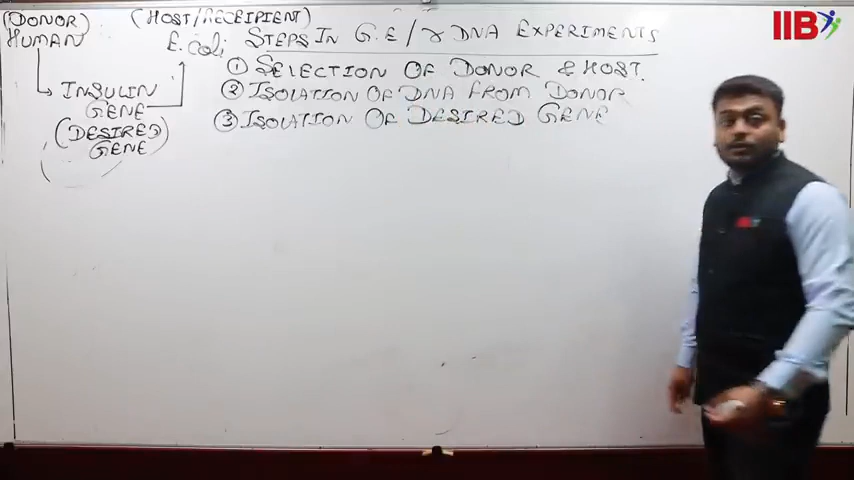 (DONOR)
HUMAN
(HOST/RECEIPIENT)
E.coli
INSULIN
GENE
(DESIRED
GENE)
STEPS IN G.E / γ DNA EXPERIMENTS
① SELECTION OF DONOR & HOST.
② ISOLATION OF DNA FROM DONOR
③ ISOLATION OF DESIRED GENE
IIB